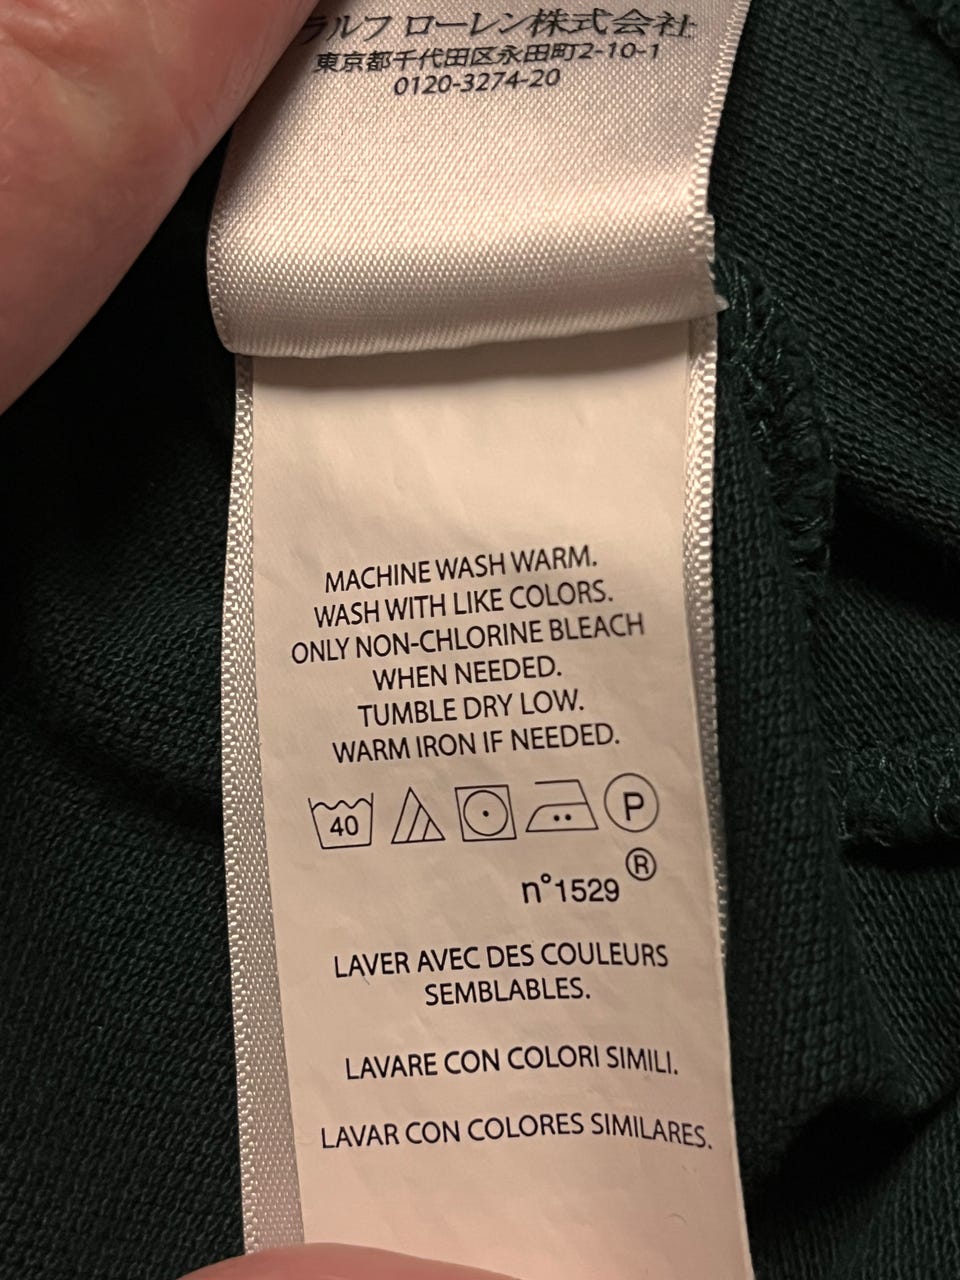 ラルフ ローレン株式会社
東京都千代田区永田町2-10-1
0120-3274-20
MACHINE WASH WARM.
WASH WITH LIKE COLORS.
ONLY NON-CHLORINE BLEACH
WHEN NEEDED.
TUMBLE DRY LOW.
WARM IRON IF NEEDED.
40 P
n°1529 ®
LAVER AVEC DES COULEURS
SEMBLABLES.
LAVARE CON COLORI SIMILI.
LAVAR CON COLORES SIMILARES.